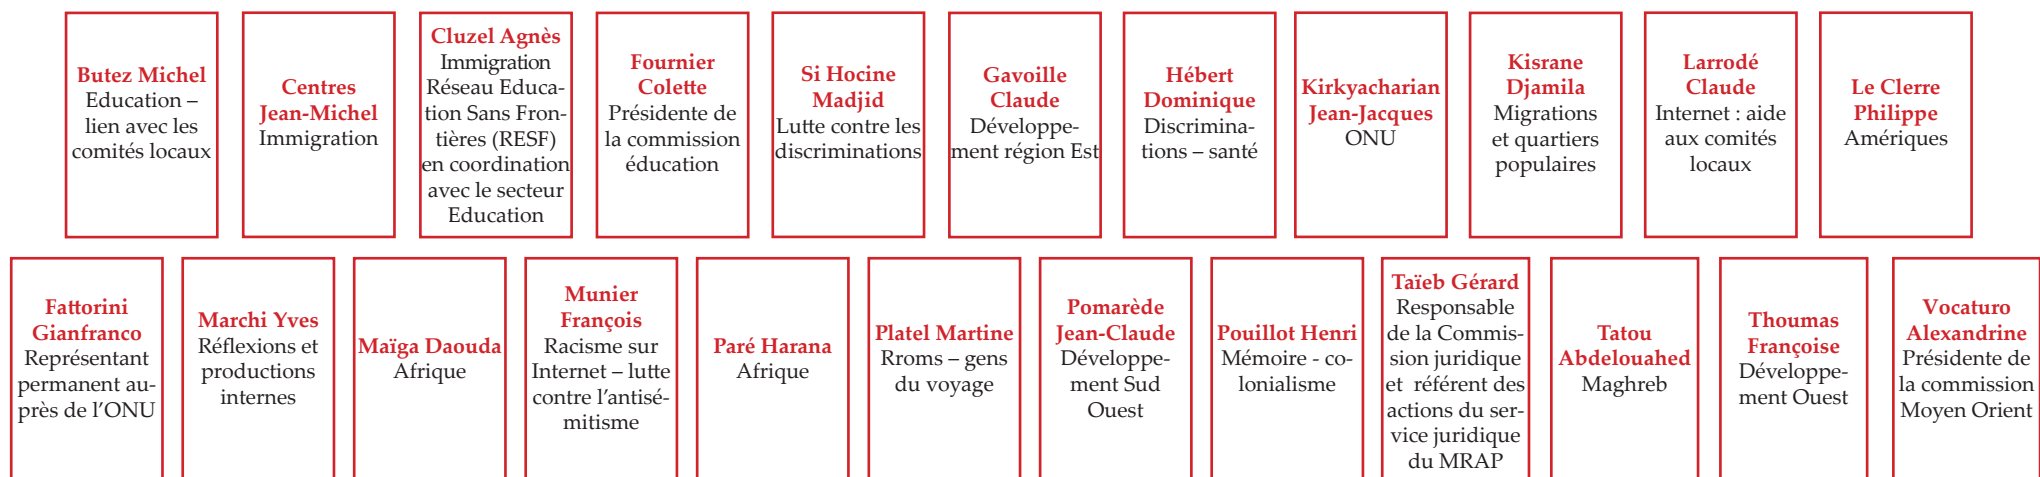 Butez Michel
Education –
lien avec les
comités locaux
Centres
Jean-Michel
Immigration
Cluzel Agnès
Immigration
Réseau Educa-
tion Sans Fron-
tières (RESF)
en coordination
avec le secteur
Education
Fournier
Colette
Présidente de
la commission
éducation
Si Hocine
Madjid
Lutte contre les
discriminations
Gavoille
Claude
Développe-
ment région Est
Hébert
Dominique
Discrimina-
tions – santé
Kirkyacharian
Jean-Jacques
ONU
Kisrane
Djamila
Migrations
et quartiers
populaires
Larrodé
Claude
Internet : aide
aux comités
locaux
Le Clerre
Philippe
Amériques
Fattorini
Gianfranco
Représentant
permanent au-
près de l’ONU
Marchi Yves
Réflexions et
productions
internes
Maïga Daouda
Afrique
Munier
François
Racisme sur
Internet – lutte
contre l’antisé-
mitisme
Paré Harana
Afrique
Platel Martine
Rroms – gens
du voyage
Pomarède
Jean-Claude
Développe-
ment Sud
Ouest
Pouillot Henri
Mémoire - co-
lonialisme
Taïeb Gérard
Responsable
de la Commis-
sion juridique
et référent des
actions du ser-
vice juridique
du MRAP
Tatou
Abdelouahed
Maghreb
Thoumas
Françoise
Développe-
ment Ouest
Vocaturo
Alexandrine
Présidente de
la commission
Moyen Orient